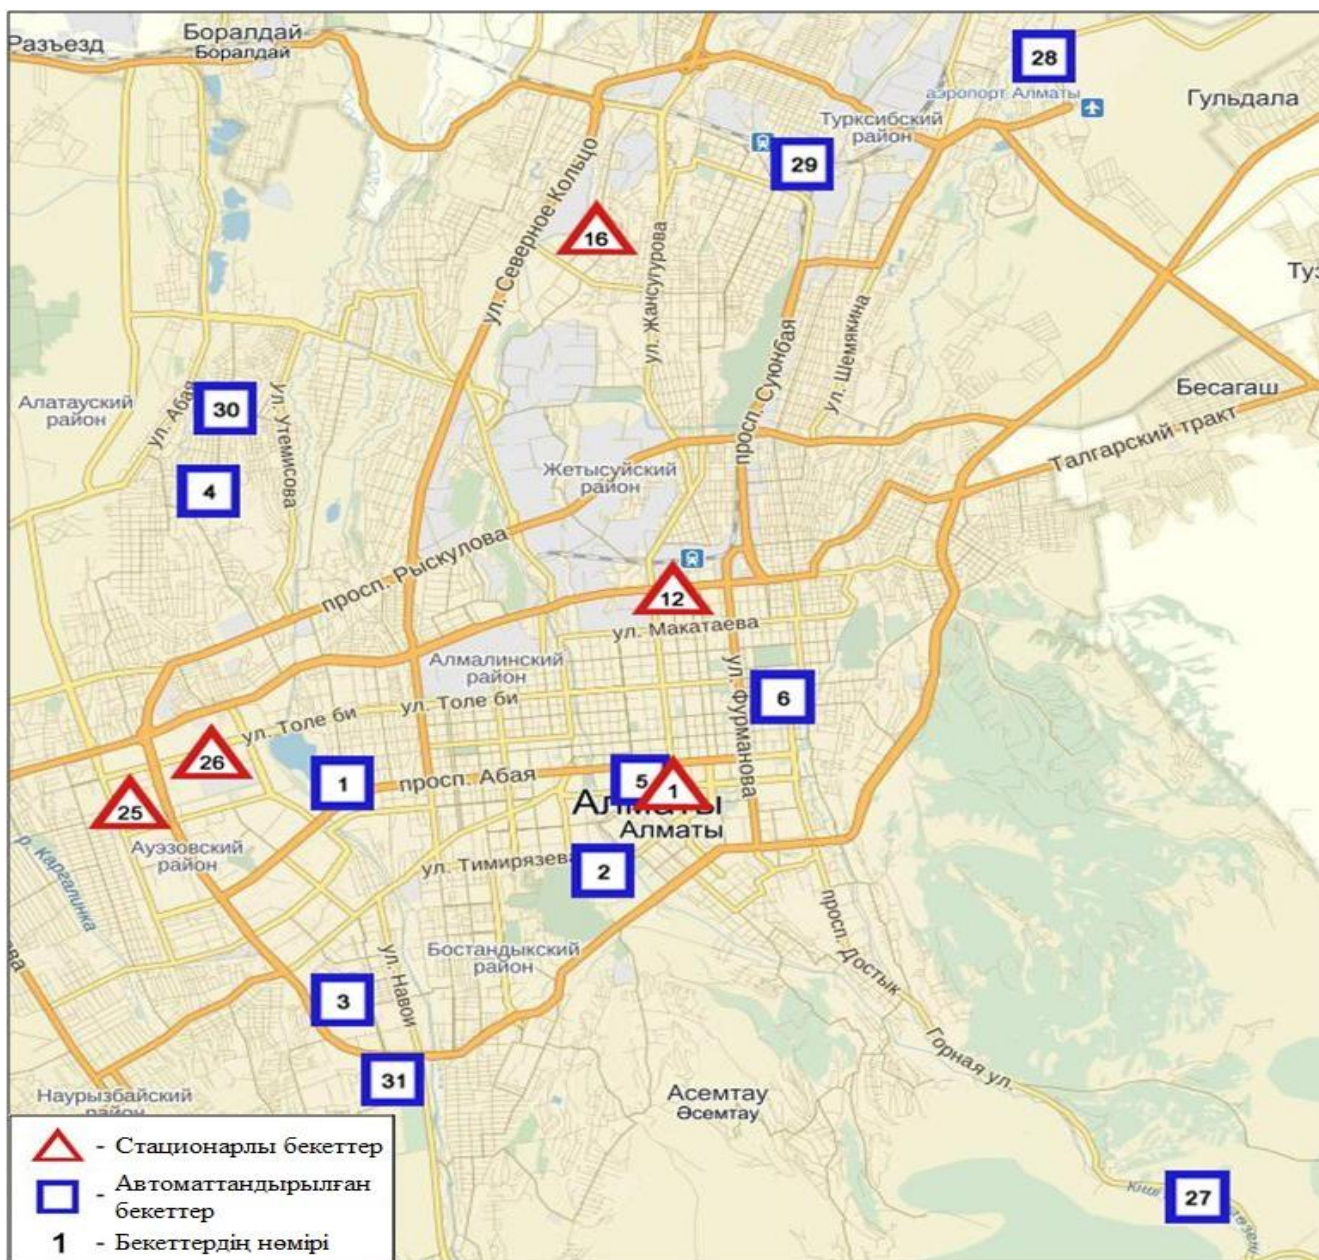 Разъезд
Боралдай
Боралдай
28
аэропорт Алматы
Гульдала
Турксибский
район
29
ул. Северное Кольцо
16
ул. Жансугурова
просп. Суюнбая
ул. Шемякина
Бесагаш
Талгарский тракт
Алатауский
район
ул. Абая
30
ул. Утемисова
4
Жетысуйский
район
просп. Рыскулова
12
ул. Макатаева
Алмалинский
район
ул. Толе би
ул. Толе би
6
ул. Фурманова
26
1
просп. Абая
5
1
25
Алматы
Алматы
Ауэзовский
район
р. Каргалинка
ул. Тимирязева
2
просп. Достык
Бостандыкский
район
ул. Навои
3
31
Горная ул.
Асемтау
Әсемтау
Наурызбайский
район
27
- Стационарлы бекеттер
- Автоматтандырылған
бекеттер
1 - Бекеттердің нөмірі